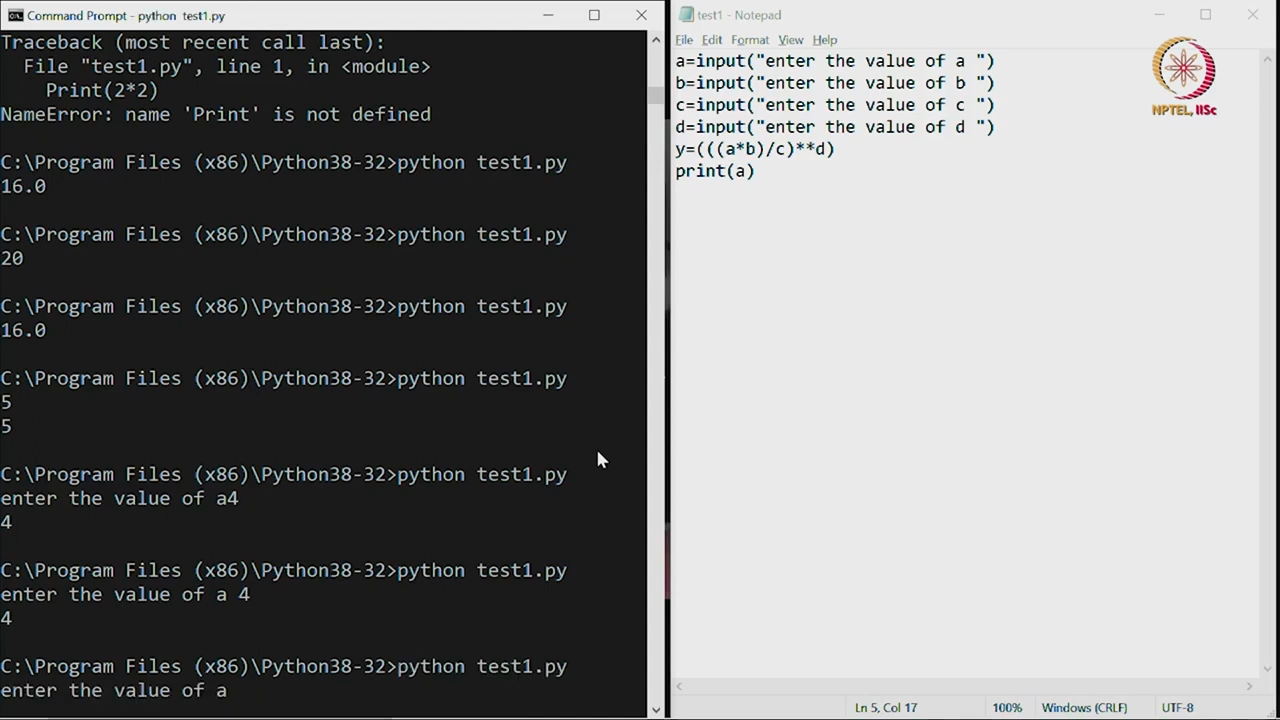 Command Prompt - python test1.py
Traceback (most recent call last):
  File "test1.py", line 1, in <module>
    Print(2*2)
NameError: name 'Print' is not defined
C:\Program Files (x86)\Python38-32>python test1.py
16.0
C:\Program Files (x86)\Python38-32>python test1.py
20
C:\Program Files (x86)\Python38-32>python test1.py
16.0
C:\Program Files (x86)\Python38-32>python test1.py
5
5
C:\Program Files (x86)\Python38-32>python test1.py
enter the value of a4
4
C:\Program Files (x86)\Python38-32>python test1.py
enter the value of a 4
4
C:\Program Files (x86)\Python38-32>python test1.py
enter the value of a
test1 - Notepad
File Edit Format View Help
a=input("enter the value of a ")
b=input("enter the value of b ")
c=input("enter the value of c ")
d=input("enter the value of d ")
y=(((a*b)/c)**d)
print(a)
NPTEL, IISc
Ln 5, Col 17 100% Windows (CRLF) UTF-8